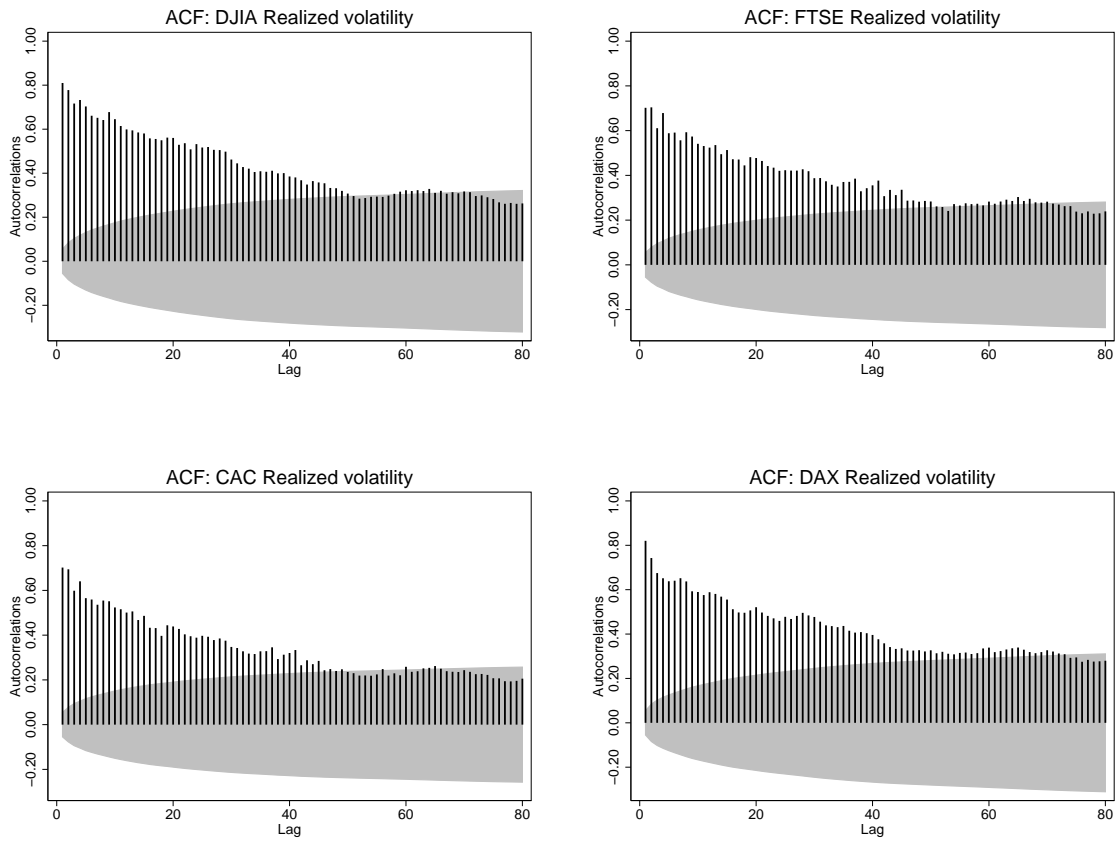 ACF: DJIA Realized volatility
Autocorrelations
1.00
0.80
0.60
0.40
0.20
0.00
−0.20
0 20 40 60 80
Lag
ACF: FTSE Realized volatility
Autocorrelations
1.00
0.80
0.60
0.40
0.20
0.00
−0.20
0 20 40 60 80
Lag
ACF: CAC Realized volatility
Autocorrelations
1.00
0.80
0.60
0.40
0.20
0.00
−0.20
0 20 40 60 80
Lag
ACF: DAX Realized volatility
Autocorrelations
1.00
0.80
0.60
0.40
0.20
0.00
−0.20
0 20 40 60 80
Lag